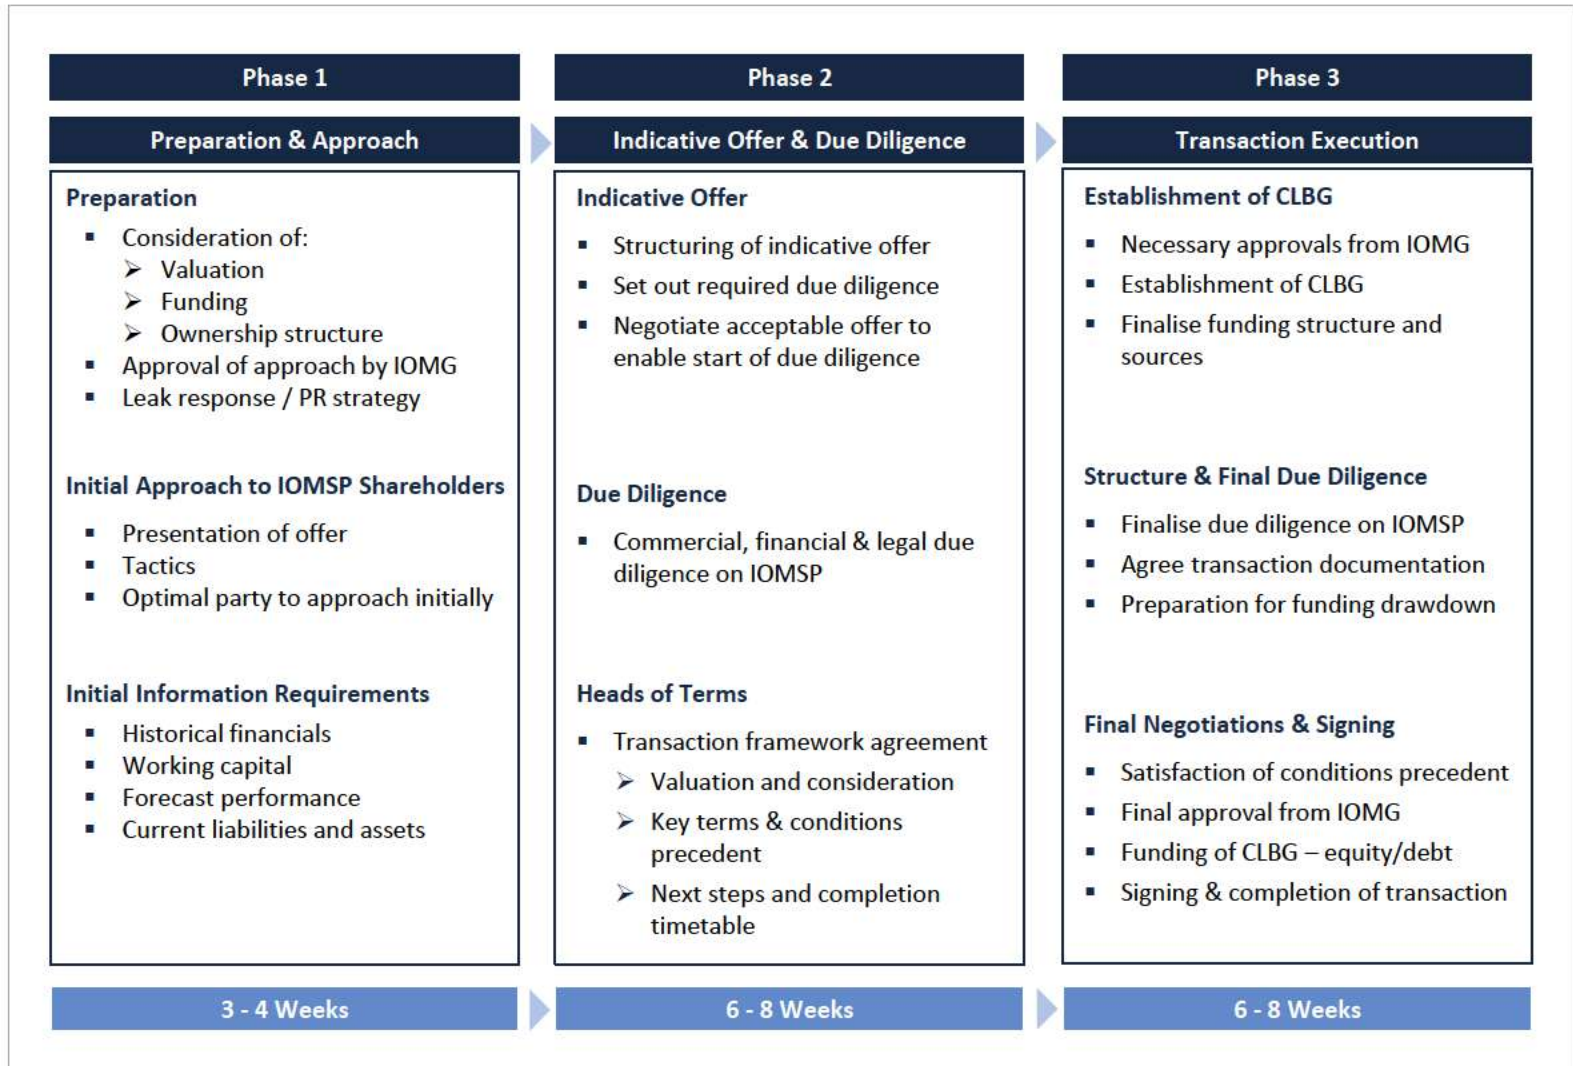 Phase 1
Preparation & Approach
Preparation
▪ Consideration of:
➢ Valuation
➢ Funding
➢ Ownership structure
▪ Approval of approach by IOMG
▪ Leak response / PR strategy
Initial Approach to IOMSP Shareholders
▪ Presentation of offer
▪ Tactics
▪ Optimal party to approach initially
Initial Information Requirements
▪ Historical financials
▪ Working capital
▪ Forecast performance
▪ Current liabilities and assets
3 - 4 Weeks
Phase 2
Indicative Offer & Due Diligence
Indicative Offer
▪ Structuring of indicative offer
▪ Set out required due diligence
▪ Negotiate acceptable offer to
enable start of due diligence
Due Diligence
▪ Commercial, financial & legal due
diligence on IOMSP
Heads of Terms
▪ Transaction framework agreement
➢ Valuation and consideration
➢ Key terms & conditions
precedent
➢ Next steps and completion
timetable
6 - 8 Weeks
Phase 3
Transaction Execution
Establishment of CLBG
▪ Necessary approvals from IOMG
▪ Establishment of CLBG
▪ Finalise funding structure and
sources
Structure & Final Due Diligence
▪ Finalise due diligence on IOMSP
▪ Agree transaction documentation
▪ Preparation for funding drawdown
Final Negotiations & Signing
▪ Satisfaction of conditions precedent
▪ Final approval from IOMG
▪ Funding of CLBG – equity/debt
▪ Signing & completion of transaction
6 - 8 Weeks